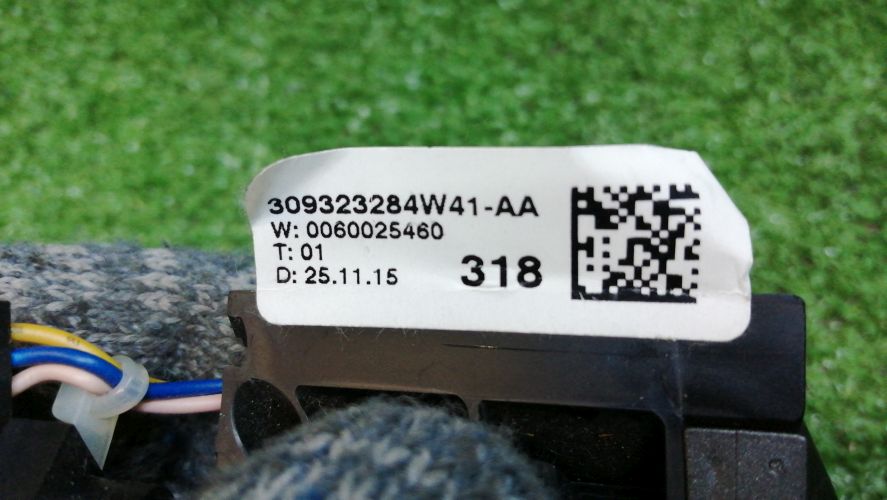 309323284W41-AA
W: 0060025460
T: 01
D: 25.11.15 318